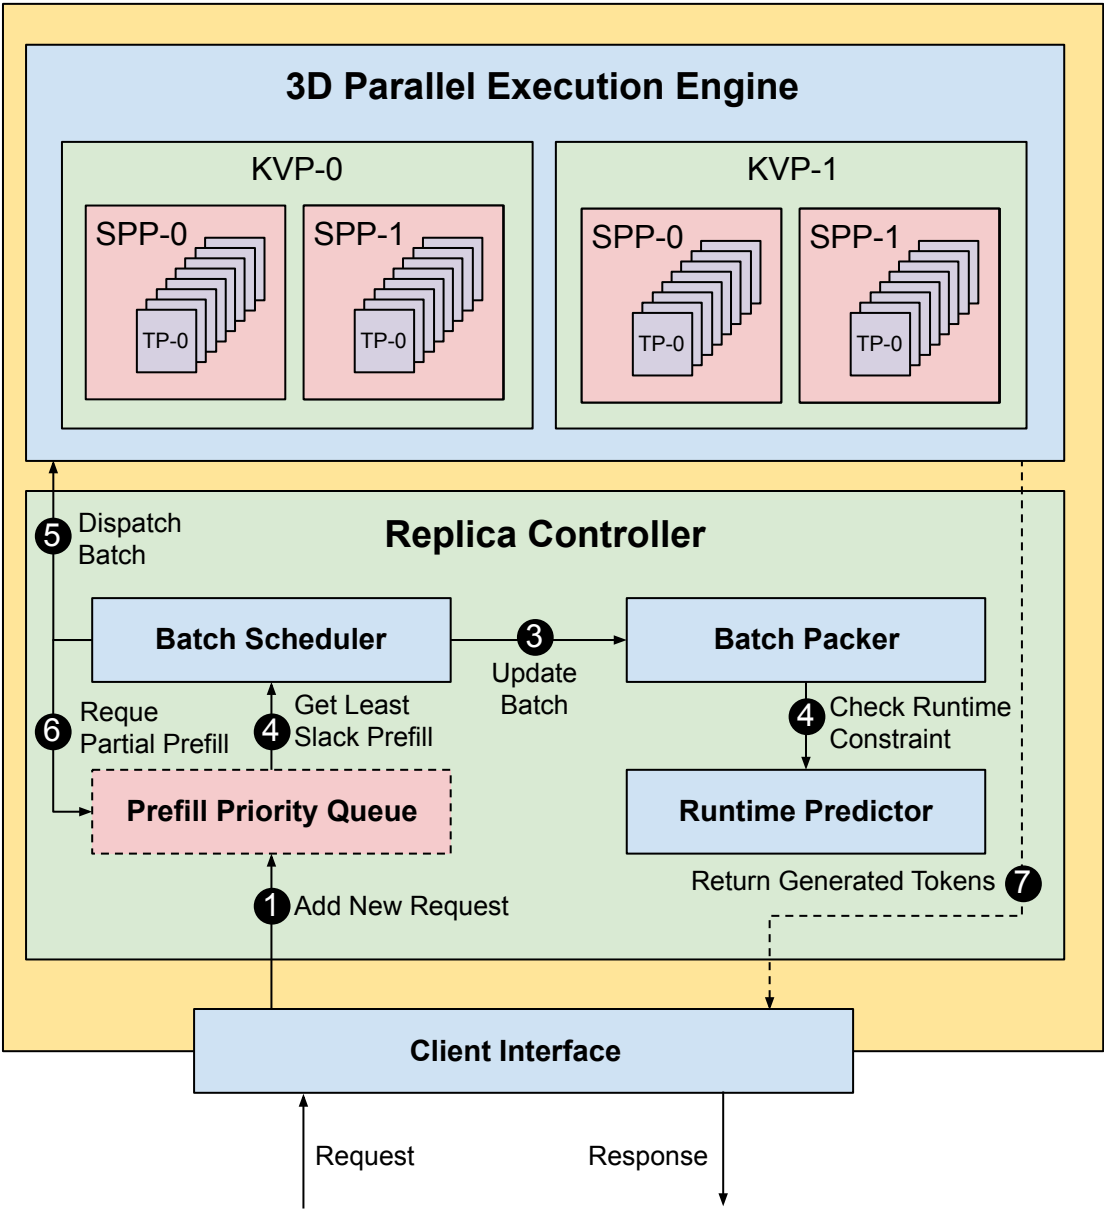 3D Parallel Execution Engine
KVP-0
KVP-1
SPP-0
SPP-1
SPP-0
SPP-1
TP-0
TP-0
TP-0
TP-0
5
Dispatch
Batch
Replica Controller
Batch Scheduler
3
Update
Batch
Batch Packer
6
Reque
Partial Prefill
4
Get Least
Slack Prefill
4
Check Runtime
Constraint
Prefill Priority Queue
Runtime Predictor
1
Add New Request
Return Generated Tokens
7
Client Interface
Request
Response